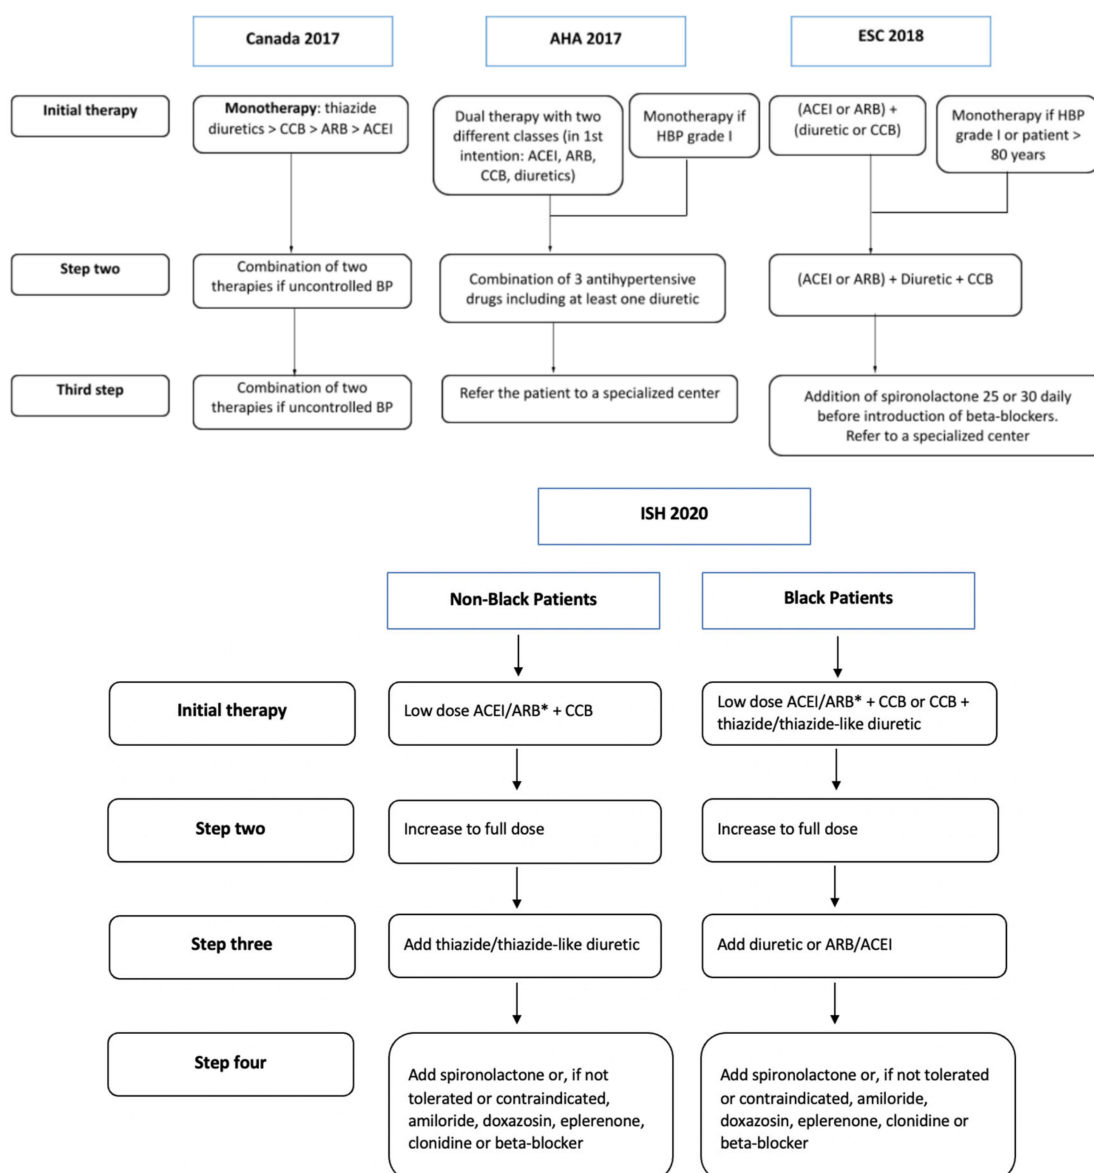 Canada 2017
AHA 2017
ESC 2018
Initial therapy
Monotherapy: thiazide
diuretics > CCB > ARB > ACEI
Dual therapy with two
different classes (in 1st
intention: ACEI, ARB,
CCB, diuretics)
Monotherapy if HBP
grade I
(ACEI or ARB) +
(diuretic or CCB)
Monotherapy if HBP
grade I or patient >
80 years
Step two
Combination of two
therapies if uncontrolled BP
Combination of 3 antihypertensive
drugs including at least one diuretic
(ACEI or ARB) + Diuretic + CCB
Third step
Combination of two
therapies if uncontrolled BP
Refer the patient to a specialized center
Addition of spironolactone 25 or 30 daily
before introduction of beta-blockers.
Refer to a specialized center
ISH 2020
Non-Black Patients
Black Patients
Initial therapy
Low dose ACEI/ARB* + CCB
Low dose ACEI/ARB* + CCB or CCB +
thiazide/thiazide-like diuretic
Step two
Increase to full dose
Increase to full dose
Step three
Add thiazide/thiazide-like diuretic
Add diuretic or ARB/ACEI
Step four
Add spironolactone or, if not
tolerated or contraindicated,
amiloride, doxazosin, eplerenone,
clonidine or beta-blocker
Add spironolactone or, if not tolerated
or contraindicated, amiloride,
doxazosin, eplerenone, clonidine or
beta-blocker